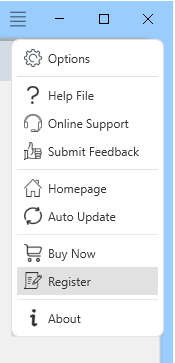 Options
Help File
Online Support
Submit Feedback
Homepage
Auto Update
Buy Now
Register
About